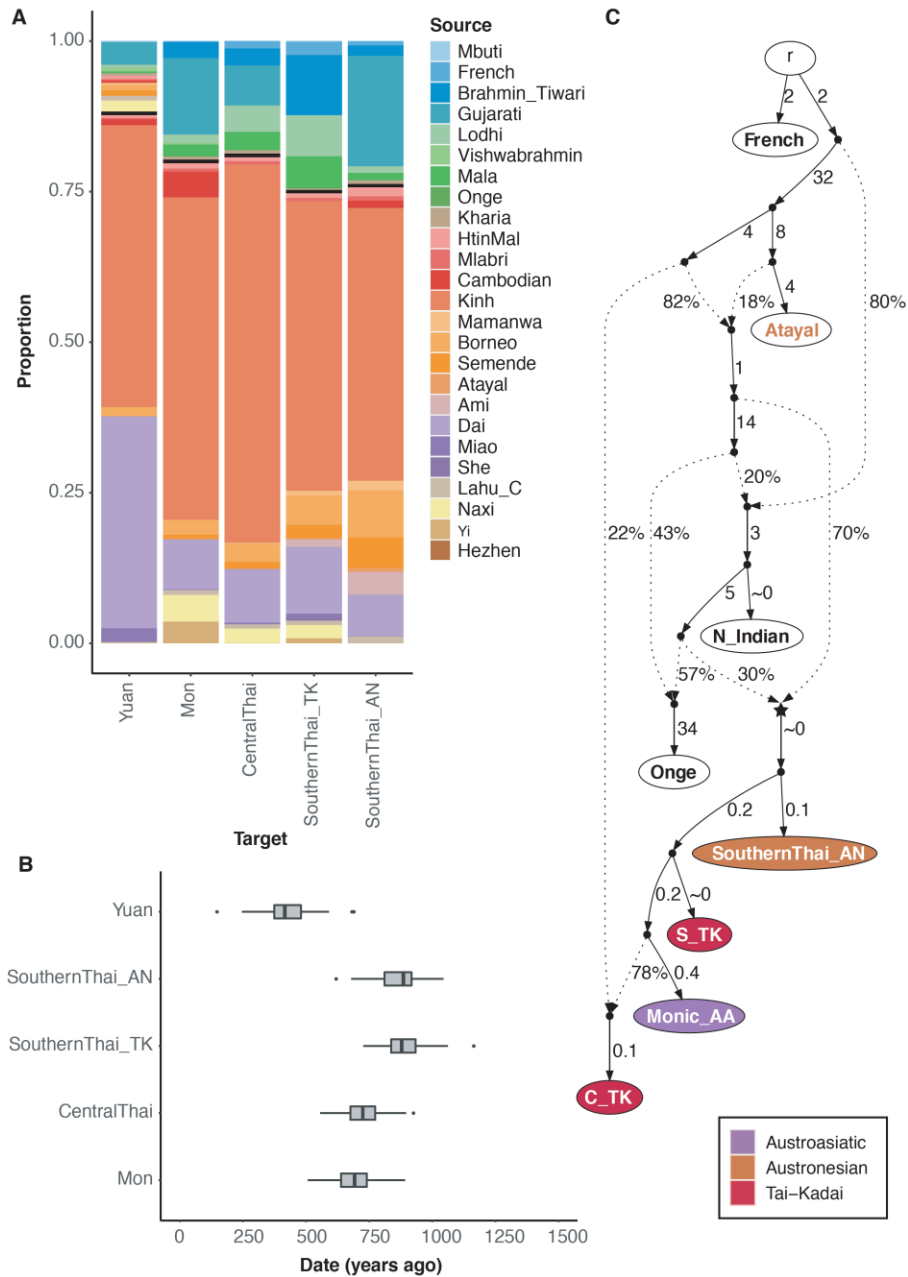 A
1.00
0.75
0.50
0.25
0.00
Proportion
Yuan
Mon
CentralThai
SouthernThai_TK
SouthernThai_AN
Target
Source
Mbuti
French
Brahmin_Tiwari
Gujarati
Lodhi
Vishwabrahmin
Mala
Onge
Kharia
HtinMal
Mlabri
Cambodian
Kinh
Mamanwa
Borneo
Semende
Atayal
Ami
Dai
Miao
She
Lahu_C
Naxi
Yi
Hezhen
B
Yuan
SouthernThai_AN
SouthernThai_TK
CentralThai
Mon
0 250 500 750 1000 1250 1500
Date (years ago)
C
r
2 2
French
32
4 8
4
82% 18% 80%
Atayal
1
14
20%
22% 43% 3 70%
5 ~0
N_Indian
57% 30%
34 ~0
Onge
0.2 0.1
SouthernThai_AN
0.2 ~0
S_TK
78% 0.4
Monic_AA
0.1
C_TK
Austroasiatic
Austronesian
Tai−Kadai